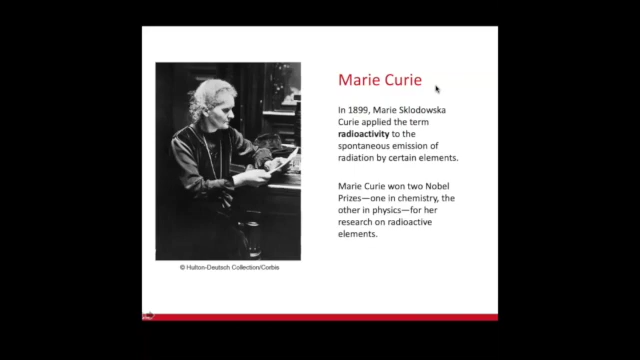 Marie Curie
In 1899, Marie Sklodowska
Curie applied the term
radioactivity to the
spontaneous emission of
radiation by certain elements.
Marie Curie won two Nobel
Prizes—one in chemistry, the
other in physics—for her
research on radioactive
elements.
© Hulton-Deutsch Collection/Corbis